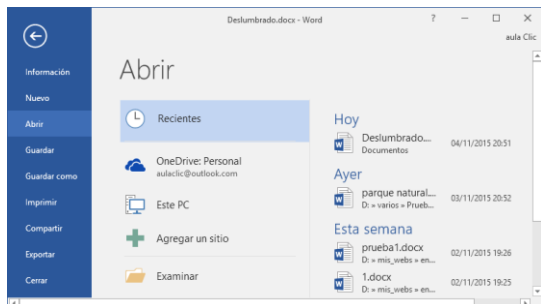 Deslumbrado.docx - Word
?
aula Clic
Información
Nuevo
Abrir
Guardar
Guardar como
Imprimir
Compartir
Exportar
Cerrar
Abrir
Recientes
OneDrive: Personal
aulaclic@outlook.com
Este PC
Agregar un sitio
Examinar
Hoy
Deslumbrado.... 04/11/2015 20:51
Documentos
Ayer
parque natural.... 03/11/2015 20:52
D: » varios » Prueb...
Esta semana
prueba1.docx 02/11/2015 19:26
D: » mis_webs » en...
1.docx 02/11/2015 19:25
D: » mis_webs » en...